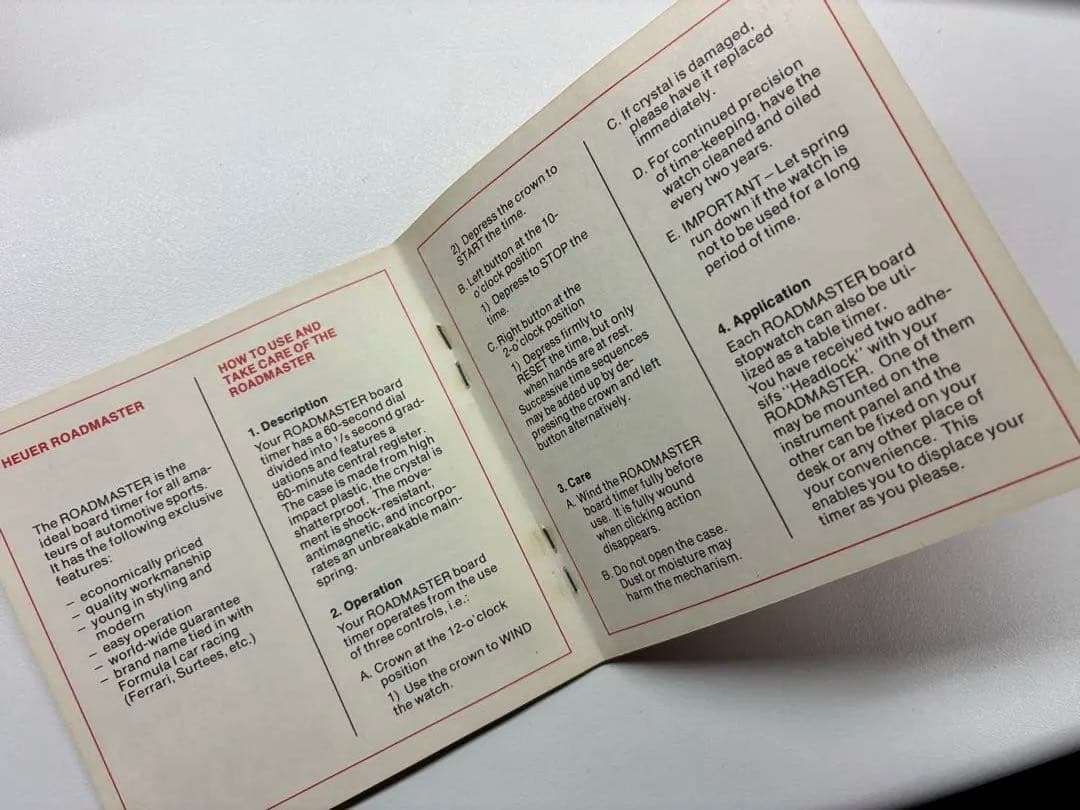 HEUER ROADMASTER
The ROADMASTER is the
ideal board timer for all ama-
teurs of automotive sports.
It has the following exclusive
features:
– economically priced
– quality workmanship
– young in styling and
modern
– easy operation
– world-wide guarantee
– brand name tied in with
Formula I car racing
(Ferrari, Surtees, etc.)
HOW TO USE AND
TAKE CARE OF THE
ROADMASTER
1. Description
Your ROADMASTER board
timer has a 60-second dial
divided into 1/5 second grad-
uations and features a
60-minute central register.
The case is made from high
impact plastic, the crystal is
shatterproof. The move-
ment is shock-resistant,
antimagnetic, and incorpo-
rates an unbreakable main-
spring.
2. Operation
Your ROADMASTER board
timer operates from the use
of three controls, i.e.:
A. Crown at the 12-o'clock
position
1) Use the crown to WIND
the watch.
2) Depress the crown to
START the time.
B. Left button at the 10-
o'clock position
1) Depress to STOP the
time.
C. Right button at the
2-o'clock position
1) Depress firmly to
RESET the time, but only
when hands are at rest.
Successive time sequences
may be added up by de-
pressing the crown and left
button alternatively.
3. Care
A. Wind the ROADMASTER
board timer fully before
use. It is fully wound
when clicking action
disappears.
B. Do not open the case.
Dust or moisture may
harm the mechanism.
C. If crystal is damaged,
please have it replaced
immediately.
D. For continued precision
of time-keeping, have the
watch cleaned and oiled
every two years.
E. IMPORTANT – Let spring
run down if the watch is
not to be used for a long
period of time.
4. Application
Each ROADMASTER board
stopwatch can also be uti-
lized as a table timer.
You have received two adhe-
sifs "Headlock" with your
ROADMASTER. One of them
may be mounted on the
instrument panel and the
other can be fixed on your
desk or any other place of
your convenience. This
enables you to displace your
timer as you please.